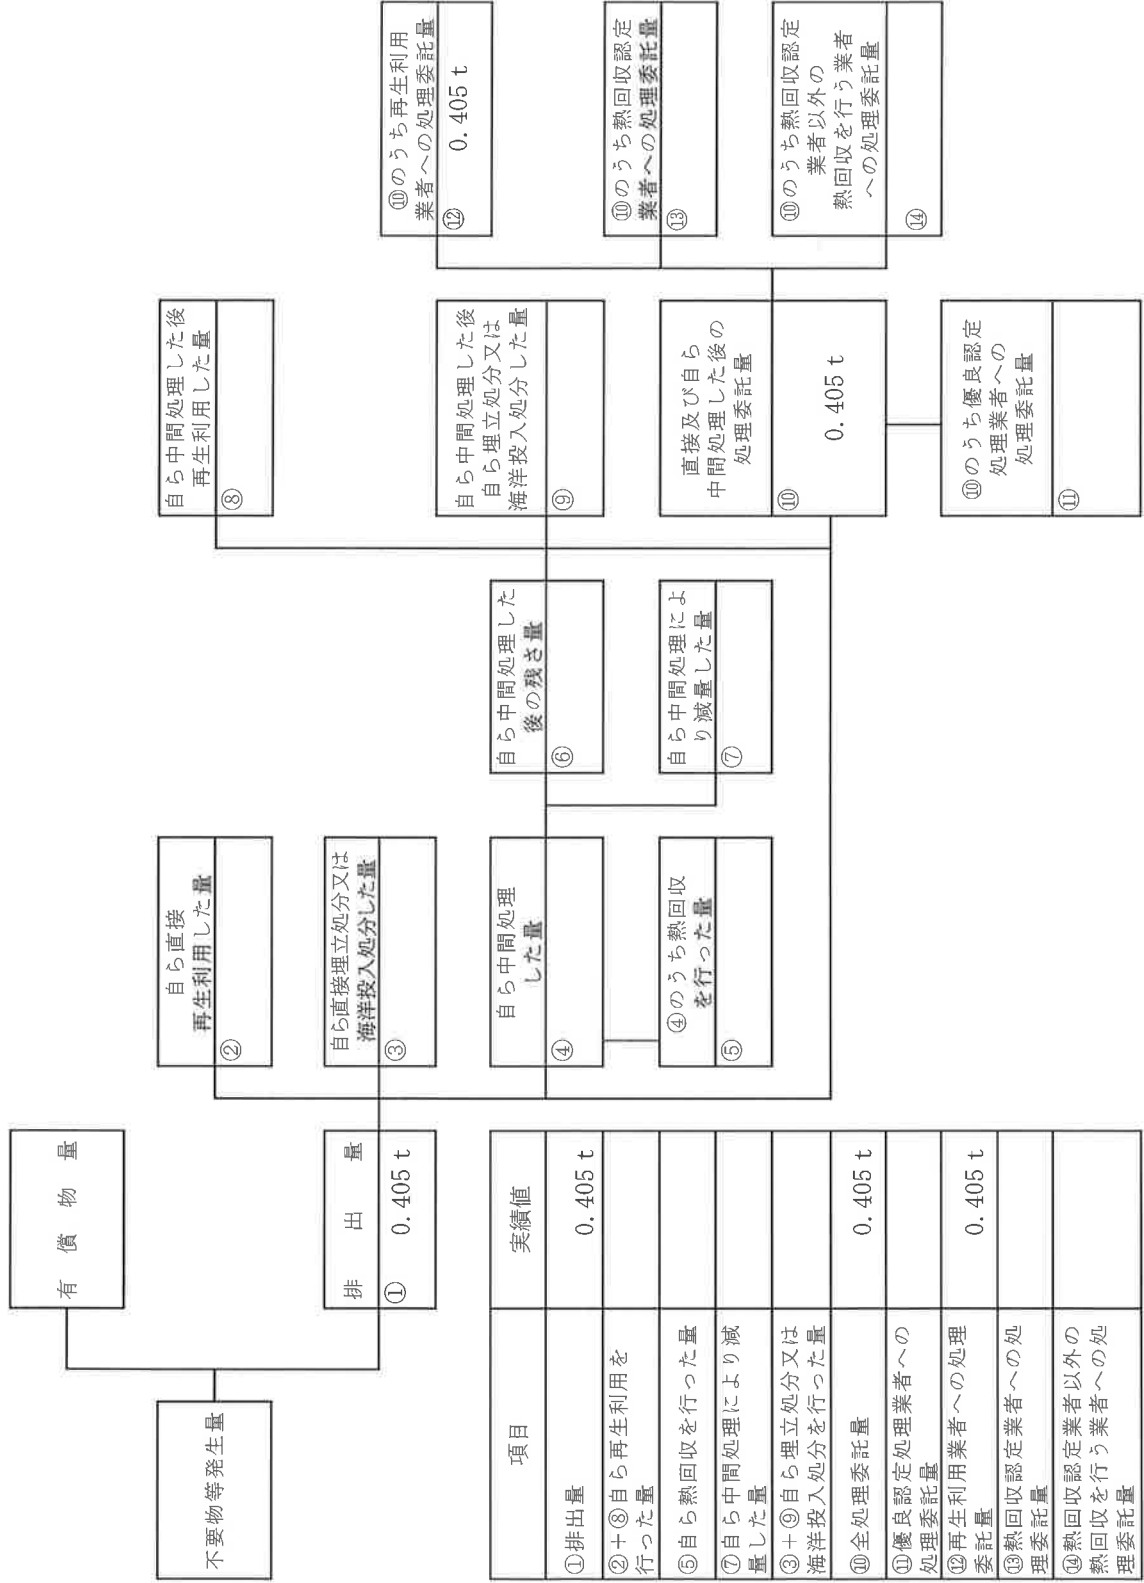 有償物量
不要物等発生量
排出量
① 0.405 t
自ら直接
再生利用した量
②
自ら直接埋立処分又は
海洋投入処分した量
③
自ら中間処理
した量
④
④のうち熱回収
を行った量
⑤
自ら中間処理した
後の残さ量
⑥
自ら中間処理によ
り減量した量
⑦
自ら中間処理した後
再生利用した量
⑧
自ら中間処理した後
自ら埋立処分又は
海洋投入処分した量
⑨
直接及び自ら
中間処理した後の
処理委託量
⑩
0.405 t
⑩のうち優良認定
処理業者への
処理委託量
⑪
⑩のうち再生利用
業者への処理委託量
⑫ 0.405 t
⑩のうち熱回収認定
業者への処理委託量
⑬
⑩のうち熱回収認定
業者以外の
熱回収を行う業者
への処理委託量
⑭
項目 実績値
①排出量 0.405 t
②+⑧自ら再生利用を
行った量
⑤自ら熱回収を行った量
⑦自ら中間処理により減
量した量
③+⑨自ら埋立処分又は
海洋投入処分を行った量
⑩全処理委託量 0.405 t
⑪優良認定処理業者への
処理委託量
⑫再生利用業者への処理
委託量 0.405 t
⑬熱回収認定業者への処
理委託量
⑭熱回収認定業者以外の
熱回収を行う業者への処
理委託量